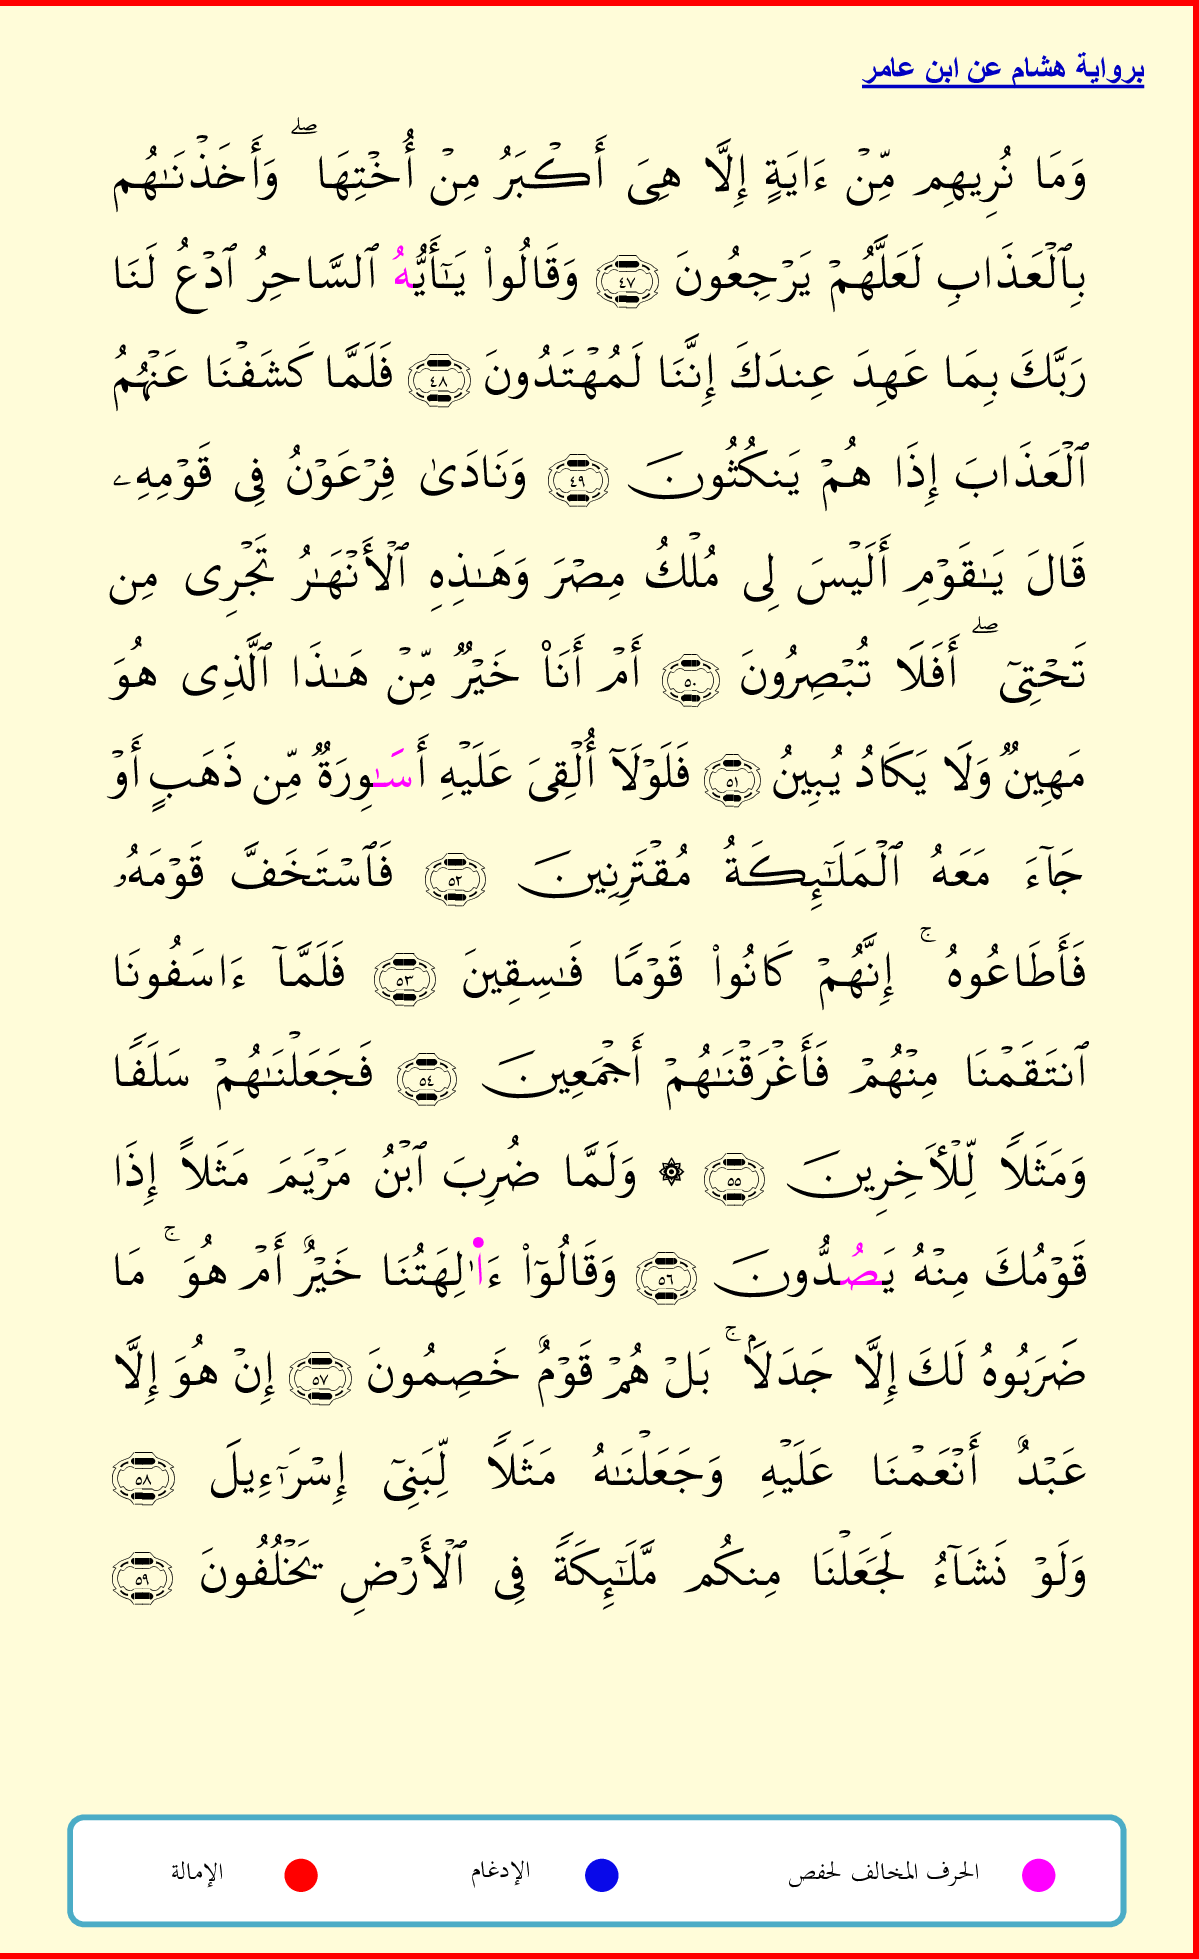 برواية هشام عن ابن عامر
وَمَا نُرِيهِم مِّنْ ءَايَةٍ إِلَّا هِىَ أَكْبَرُ مِنْ أُخْتِهَا ۖ وَأَخَذْنَـٰهُم
بِٱلْعَذَابِ لَعَلَّهُمْ يَرْجِعُونَ ٤٧ وَقَالُوا۟ يَـٰٓأَيُّهُ ٱلسَّاحِرُ ٱدْعُ لَنَا
رَبَّكَ بِمَا عَهِدَ عِندَكَ إِنَّنَا لَمُهْتَدُونَ ٤٨ فَلَمَّا كَشَفْنَا عَنْهُمُ
ٱلْعَذَابَ إِذَا هُمْ يَنكُثُونَ ٤٩ وَنَادَىٰ فِرْعَوْنُ فِى قَوْمِهِۦ
قَالَ يَـٰقَوْمِ أَلَيْسَ لِى مُلْكُ مِصْرَ وَهَـٰذِهِ ٱلْأَنْهَـٰرُ تَجْرِى مِن
تَحْتِىٓ ۖ أَفَلَا تُبْصِرُونَ ٥٠ أَمْ أَنَا۠ خَيْرٌ مِّنْ هَـٰذَا ٱلَّذِى هُوَ
مَهِينٌ وَلَا يَكَادُ يُبِينُ ٥١ فَلَوْلَآ أُلْقِىَ عَلَيْهِ أَسَـٰوِرَةٌ مِّن ذَهَبٍ أَوْ
جَآءَ مَعَهُ ٱلْمَلَـٰٓئِكَةُ مُقْتَرِنِينَ ٥٢ فَٱسْتَخَفَّ قَوْمَهُۥ
فَأَطَاعُوهُ ۚ إِنَّهُمْ كَانُوا۟ قَوْمًا فَـٰسِقِينَ ٥٣ فَلَمَّآ ءَاسَفُونَا
ٱنتَقَمْنَا مِنْهُمْ فَأَغْرَقْنَـٰهُمْ أَجْمَعِينَ ٥٤ فَجَعَلْنَـٰهُمْ سَلَفًا
وَمَثَلًا لِّلْـَٔاخِرِينَ ٥٥ ۞ وَلَمَّا ضُرِبَ ٱبْنُ مَرْيَمَ مَثَلًا إِذَا
قَوْمُكَ مِنْهُ يَصُدُّونَ ٥٦ وَقَالُوٓا۟ ءَا۬ـٰلِهَتُنَا خَيْرٌ أَمْ هُوَ ۚ مَا
ضَرَبُوهُ لَكَ إِلَّا جَدَلًۢا ۚ بَلْ هُمْ قَوْمٌ خَصِمُونَ ٥٧ إِنْ هُوَ إِلَّا
عَبْدٌ أَنْعَمْنَا عَلَيْهِ وَجَعَلْنَـٰهُ مَثَلًا لِّبَنِىٓ إِسْرَٰٓءِيلَ ٥٨
وَلَوْ نَشَآءُ لَجَعَلْنَا مِنكُم مَّلَـٰٓئِكَةً فِى ٱلْأَرْضِ يَخْلُفُونَ ٥٩
الحرف المخالف لحفص الإدغام الإمالة